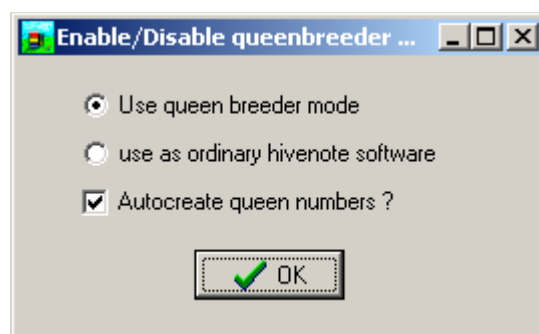 Enable/Disable queenbreeder ...
Use queen breeder mode
use as ordinary hivenote software
Autocreate queen numbers ?
OK